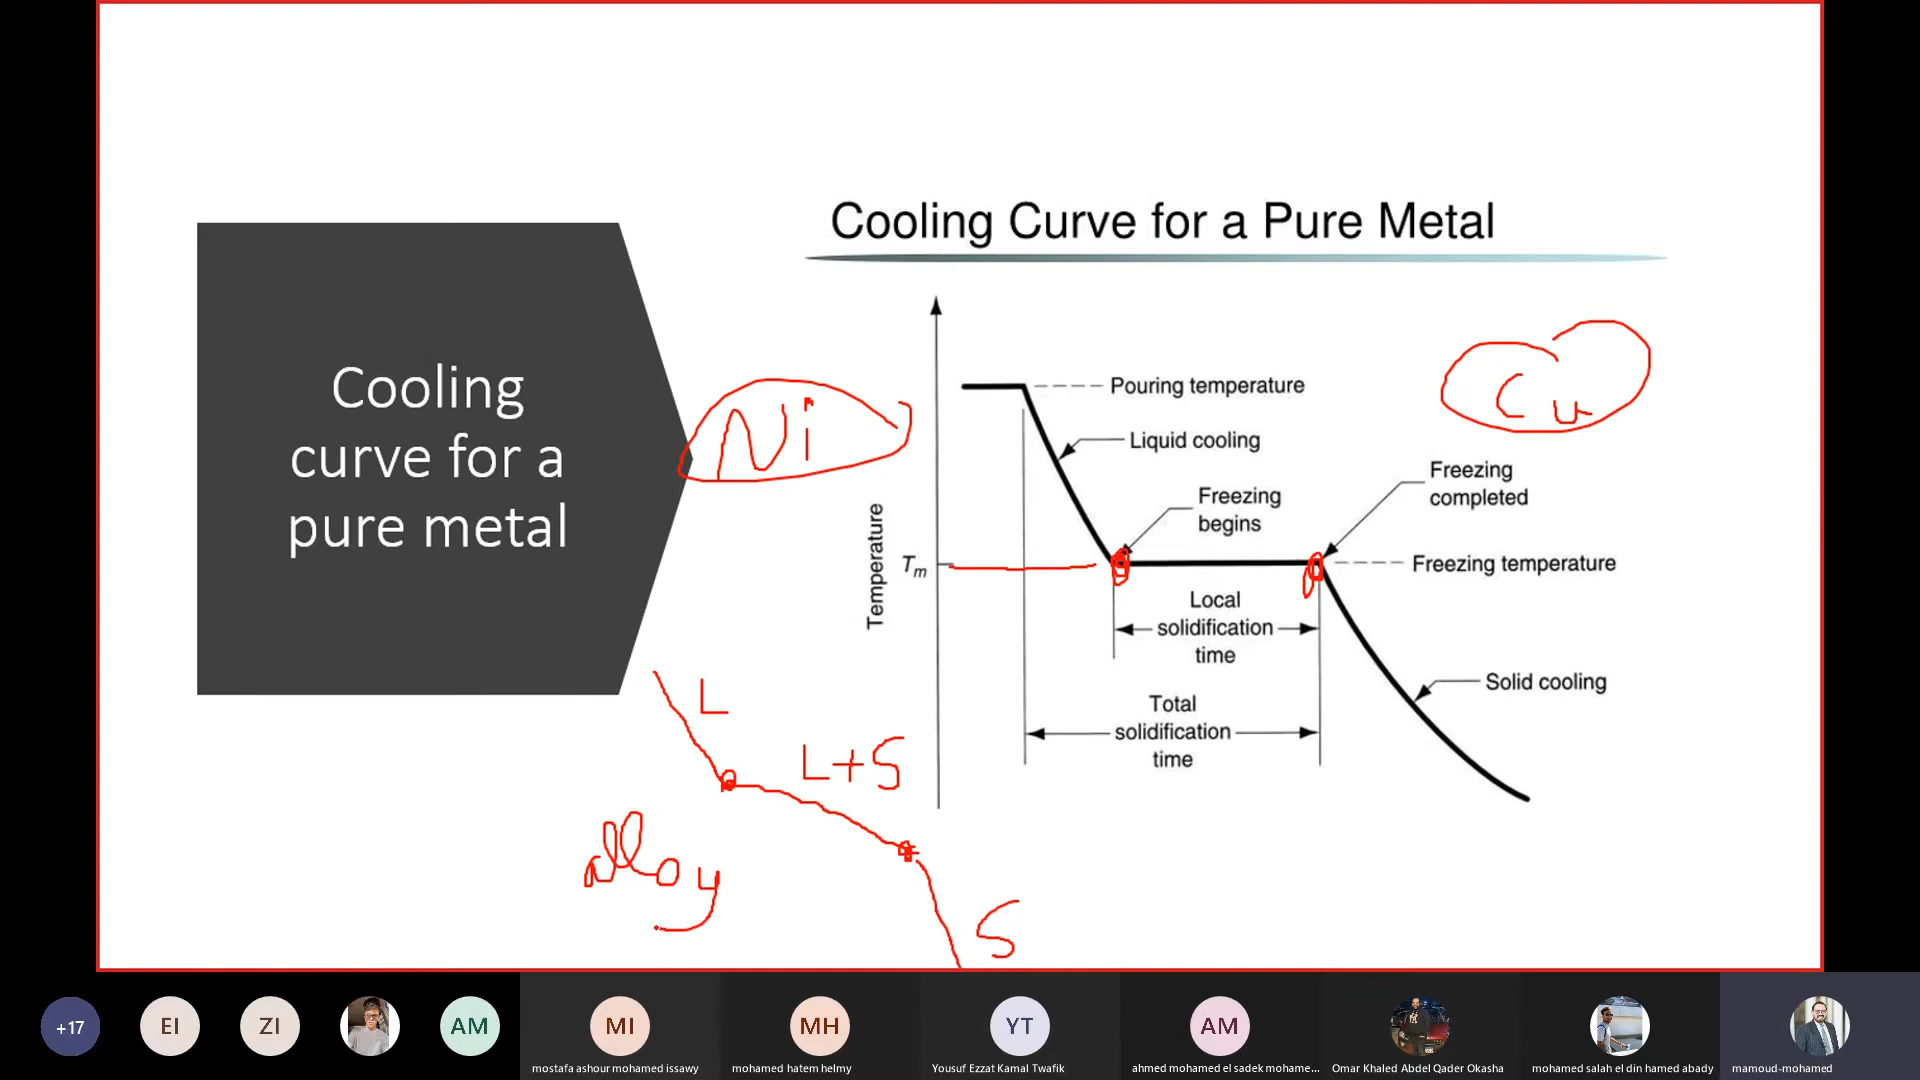 Cooling Curve for a Pure Metal
Cooling
curve for a
pure metal
Ni
Cu
Pouring temperature
Liquid cooling
Freezing
begins
Freezing
completed
Temperature
Tm
Freezing temperature
Local
solidification
time
Solid cooling
Total
solidification
time
L
L+S
alloy
S
+17
EI
ZI
AM
MI
MH
YT
AM
mostafa ashour mohamed issawy
mohamed hatem helmy
Yousuf Ezzat Kamal Twafik
ahmed mohamed el sadek mohame...
Omar Khaled Abdel Qader Okasha
mohamed salah el din hamed abady
mamoud-mohamed